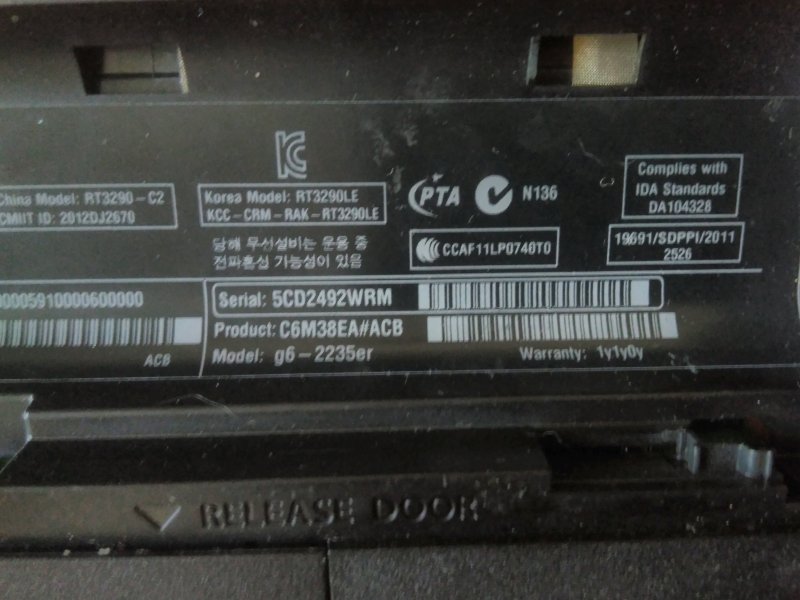 China Model: RT3290-C2
CMIIT ID: 2012DJ2670
Korea Model: RT3290LE
KCC-CRM-RAK-RT3290LE
당해 무선설비는 운용 중
전파혼신 가능성이 있음
PTA
N136
Complies with
IDA Standards
DA104328
CCAF11LP0740T0
19691/SDPPI/2011
2526
00005910000600000
ACB
Serial: 5CD2492WRM
Product: C6M38EA#ACB
Model: g6-2235er
Warranty: 1y1y0y
RELEASE DOOR